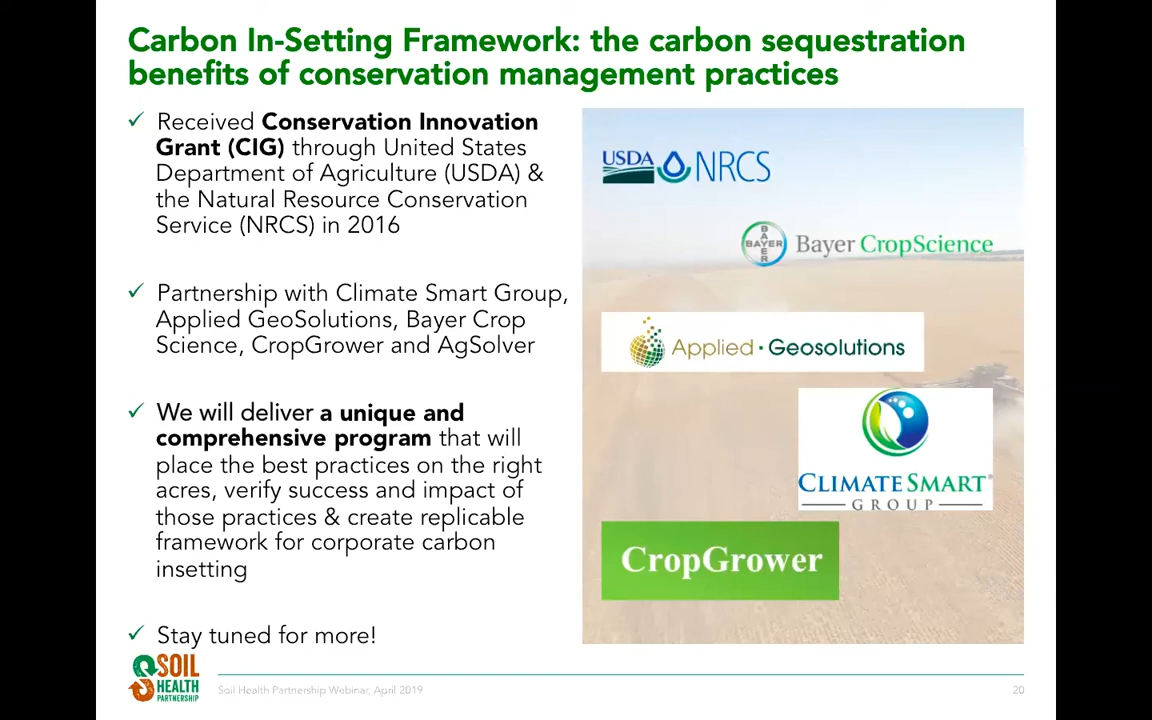 Carbon In-Setting Framework: the carbon sequestration
benefits of conservation management practices
✓ Received Conservation Innovation
Grant (CIG) through United States
Department of Agriculture (USDA) &
the Natural Resource Conservation
Service (NRCS) in 2016
✓ Partnership with Climate Smart Group,
Applied GeoSolutions, Bayer Crop
Science, CropGrower and AgSolver
✓ We will deliver a unique and
comprehensive program that will
place the best practices on the right
acres, verify success and impact of
those practices & create replicable
framework for corporate carbon
insetting
✓ Stay tuned for more!
USDA NRCS
BAYER BAYER Bayer CropScience
Applied · Geosolutions
CLIMATE SMART®
GROUP
CropGrower
SOIL
HEALTH
PARTNERSHIP
Soil Health Partnership Webinar, April 2019
20